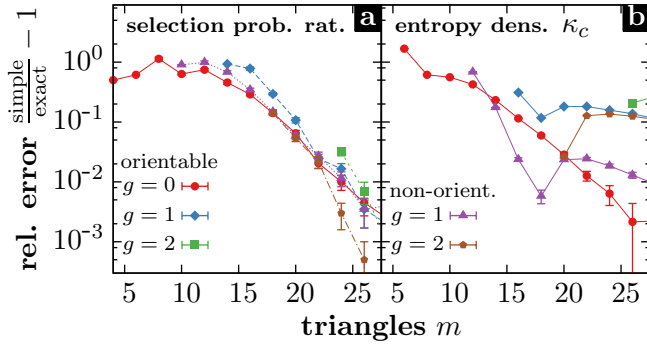 selection prob. rat. a
entropy dens. κ_c b
rel. error simple/exact − 1
10^0
10^-1
10^-2
10^-3
orientable
g = 0
g = 1
g = 2
non-orient.
g = 1
g = 2
5 10 15 20 25 5 10 15 20 25
triangles m